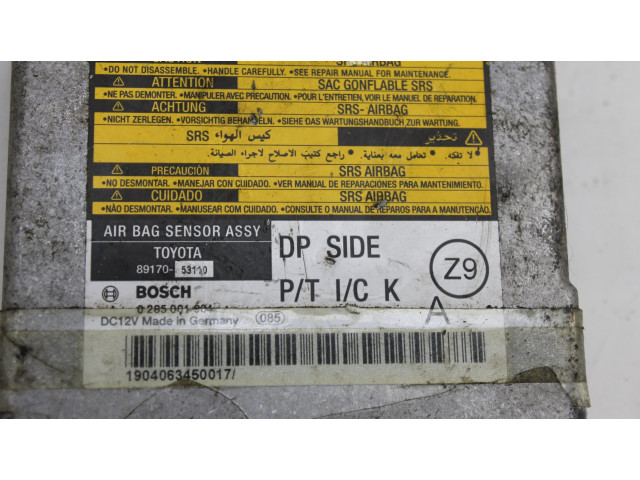 SRS AIRBAG
•DO NOT DISASSEMBLE. •HANDLE CAREFULLY. •SEE REPAIR MANUAL FOR MAINTENANCE.
ATTENTION SAC GONFLABLE SRS
•NE PAS DEMONTER. •MANIPULER AVEC PRECAUTION. •POUR L'ENTRETIEN, VOIR LE MANUEL DE REPARATION.
ACHTUNG SRS- AIRBAG
•NICHT ZERLEGEN. •VORSICHTIG BEHANDELN. •SIEHE DAS WARTUNGSHANDBUCH ZUR WARTUNG.
تحذير كيس الهواء SRS
• لا تفكه. • تعامل معه بعناية. • راجع كتيب الاصلاح لاجراء الصيانة.
PRECAUCIÓN SRS AIRBAG
•NO DESMONTAR. •MANEJAR CON CUIDADO. •VER MANUAL DE REPARACIÓNES PARA MANTENIMIENTO.
CUIDADO SRS AIRBAG
•NÃO DESMONTAR. •MANUSEAR COM CUIDADO. •CONSULTE O MANUAL DE REPAROS PARA A MANUTENÇÃO.
AIR BAG SENSOR ASSY
TOYOTA
89170- 53110
DP SIDE
P/T I/C K
Z9
A
BOSCH
0 285 001
DC12V Made in Germany 085
1904063450017/